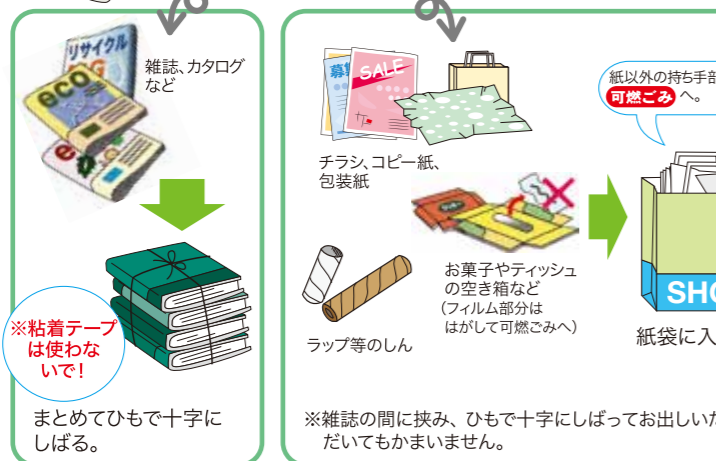 リサイクル
eco
雑誌、カタログ
など
※粘着テープ
は使わな
いで！
まとめてひもで十字に
しばる。
SALE
チラシ、コピー紙、
包装紙
ラップ等のしん
お菓子やティッシュ
の空き箱など
(フィルム部分は
はがして可燃ごみへ)
紙以外の持ち手部
可燃ごみへ。
SHO
紙袋に入
※雑誌の間に挟み、ひもで十字にしばってお出しいた
だいてもかまいません。